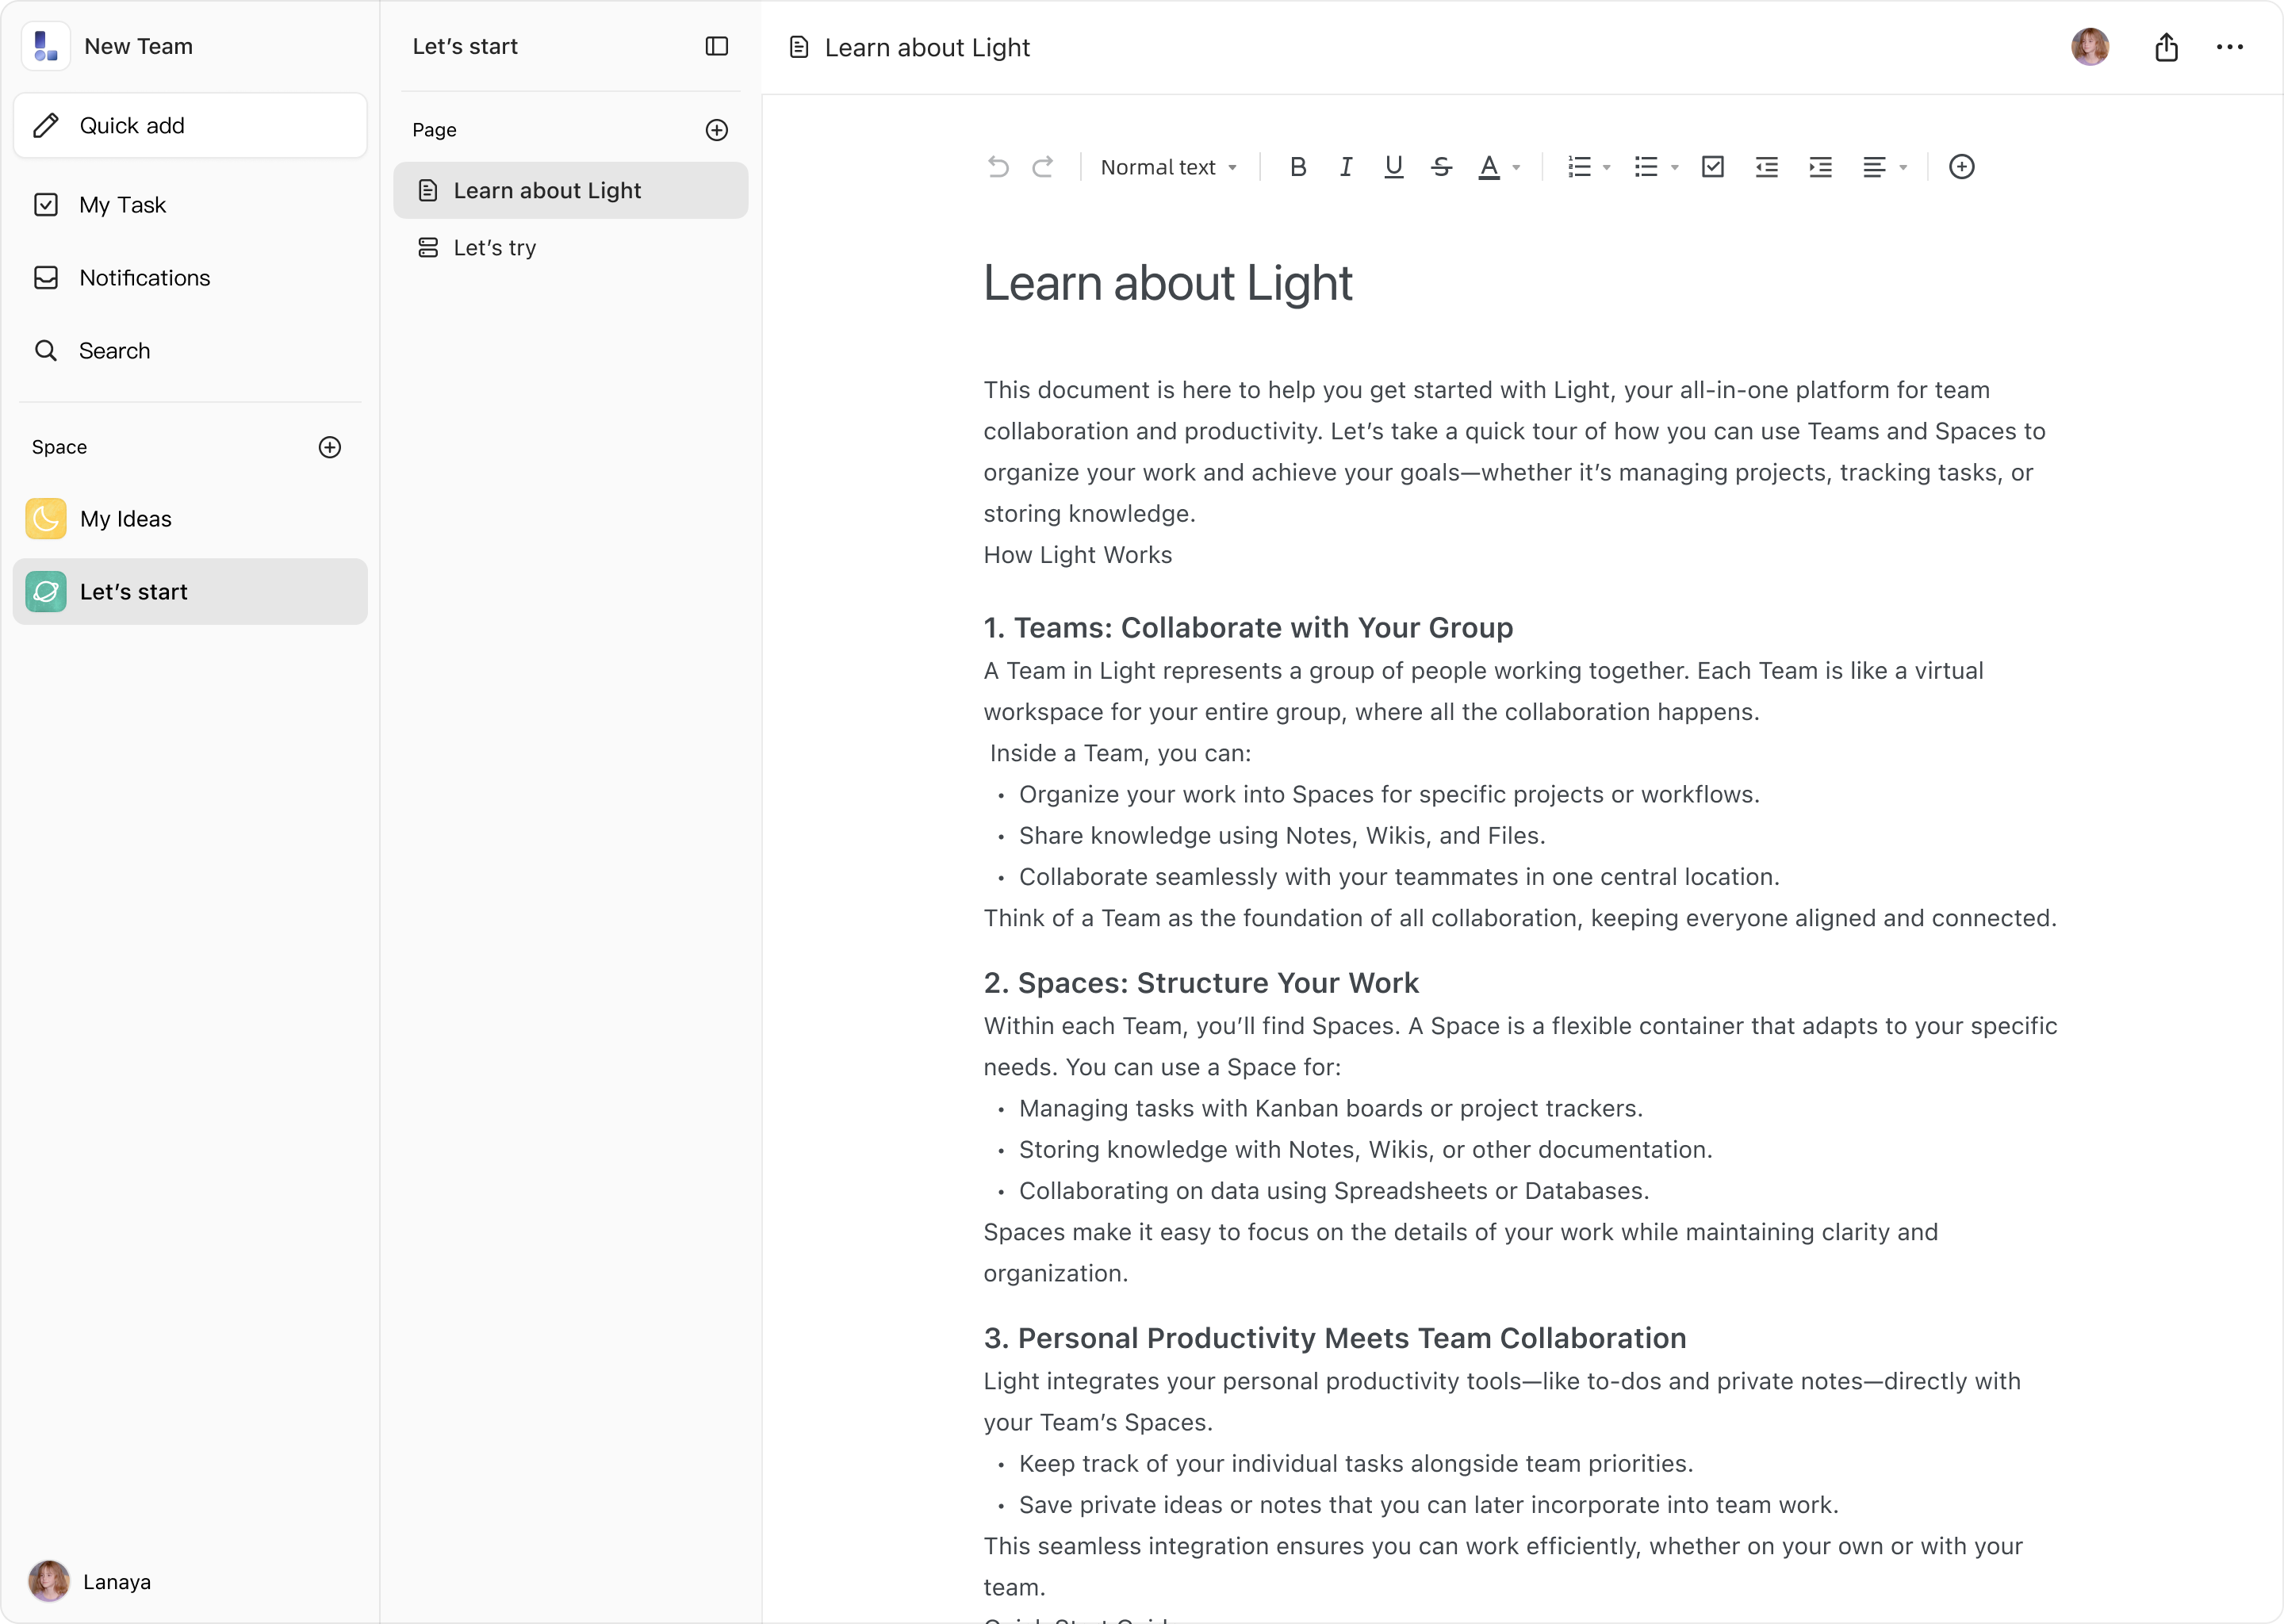 New Team
Quick add
My Task
Notifications
Search
Space
My Ideas
Let’s start
Lanaya
Let’s start
Page
Learn about Light
Let’s try
Learn about Light
Normal text
B I U S A
Learn about Light
This document is here to help you get started with Light, your all-in-one platform for team
collaboration and productivity. Let’s take a quick tour of how you can use Teams and Spaces to
organize your work and achieve your goals—whether it’s managing projects, tracking tasks, or
storing knowledge.
How Light Works
1. Teams: Collaborate with Your Group
A Team in Light represents a group of people working together. Each Team is like a virtual
workspace for your entire group, where all the collaboration happens.
Inside a Team, you can:
• Organize your work into Spaces for specific projects or workflows.
• Share knowledge using Notes, Wikis, and Files.
• Collaborate seamlessly with your teammates in one central location.
Think of a Team as the foundation of all collaboration, keeping everyone aligned and connected.
2. Spaces: Structure Your Work
Within each Team, you’ll find Spaces. A Space is a flexible container that adapts to your specific
needs. You can use a Space for:
• Managing tasks with Kanban boards or project trackers.
• Storing knowledge with Notes, Wikis, or other documentation.
• Collaborating on data using Spreadsheets or Databases.
Spaces make it easy to focus on the details of your work while maintaining clarity and
organization.
3. Personal Productivity Meets Team Collaboration
Light integrates your personal productivity tools—like to-dos and private notes—directly with
your Team’s Spaces.
• Keep track of your individual tasks alongside team priorities.
• Save private ideas or notes that you can later incorporate into team work.
This seamless integration ensures you can work efficiently, whether on your own or with your
team.